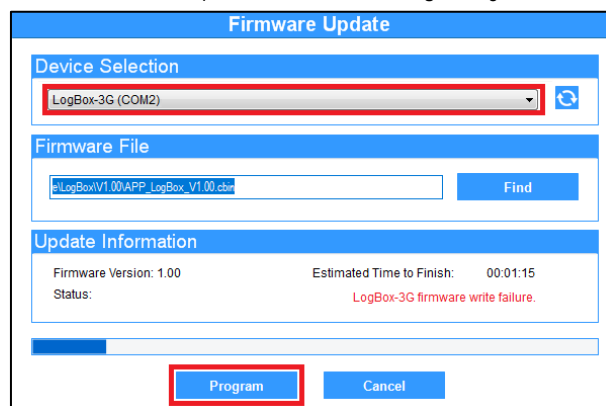 Firmware Update
Device Selection
LogBox-3G (COM2)
Firmware File
e\LogBox\V1.00\APP_LogBox_V1.00.cbin
Find
Update Information
Firmware Version: 1.00
Estimated Time to Finish: 00:01:15
Status:
LogBox-3G firmware write failure.
Program
Cancel